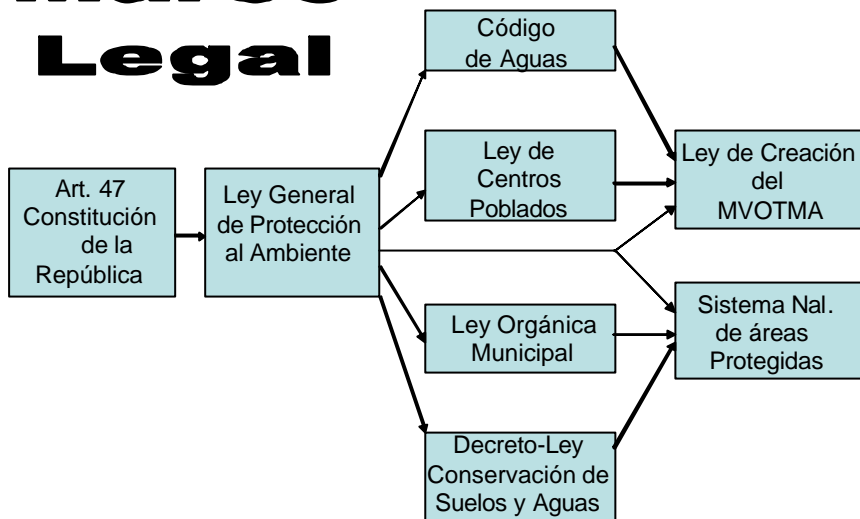 Marco
Legal
Código
de Aguas
Ley de
Centros
Poblados
Ley de Creación
del
MVOTMA
Art. 47
Constitución
de la
República
Ley General
de Protección
al Ambiente
Ley Orgánica
Municipal
Sistema Nal.
de áreas
Protegidas
Decreto-Ley
Conservación de
Suelos y Aguas